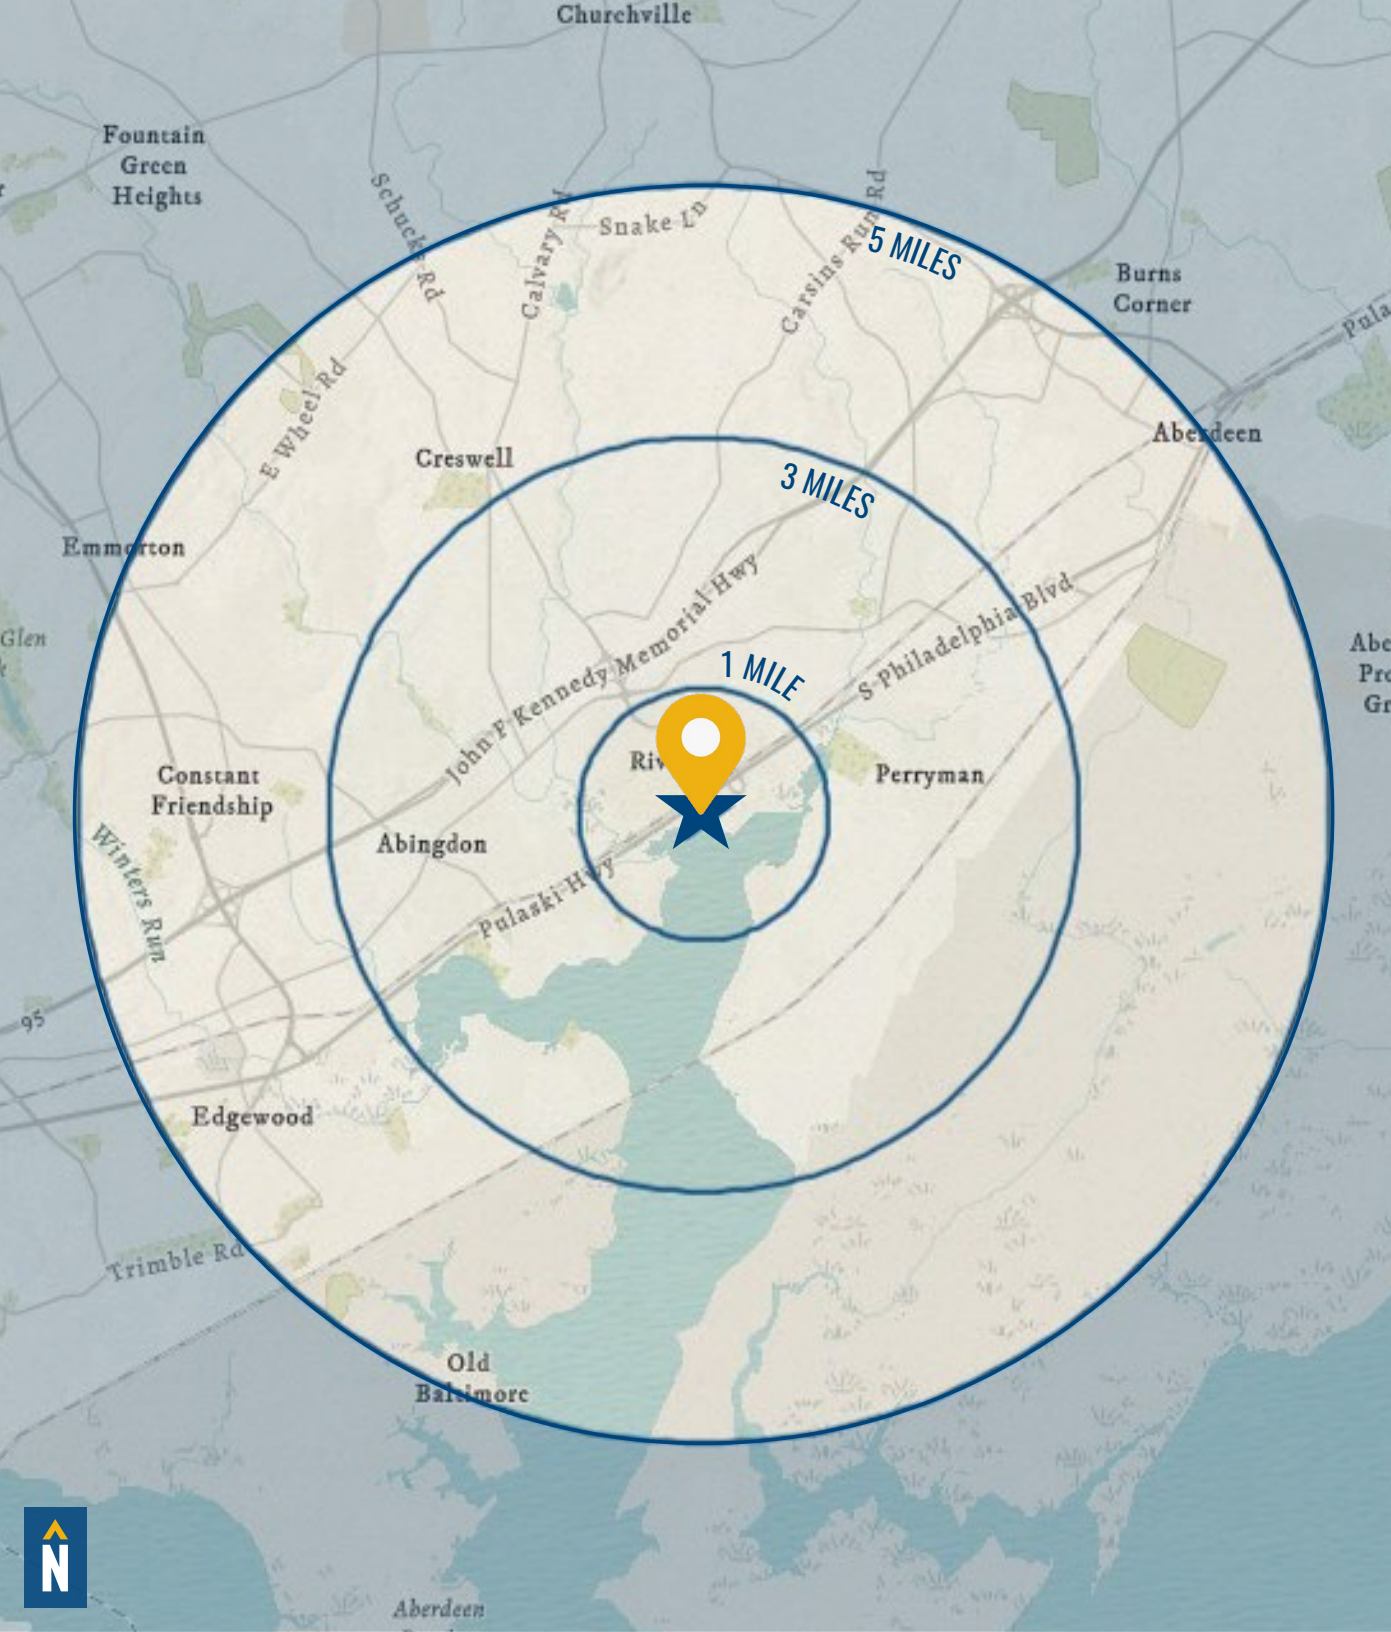 Churchville
Fountain
Green
Heights
Schucks Rd
Calvary Rd
Snake Ln
Carsins Run Rd
5 MILES
Burns
Corner
E Wheel Rd
Creswell
Aberdeen
3 MILES
Emmorton
John F Kennedy Memorial Hwy
S Philadelphia Blvd
Glen
1 MILE
Constant
Friendship
Perryman
Abingdon
Winters Run
Pulaski Hwy
95
Edgewood
Trimble Rd
Old
Baltimore
N
Aberdeen